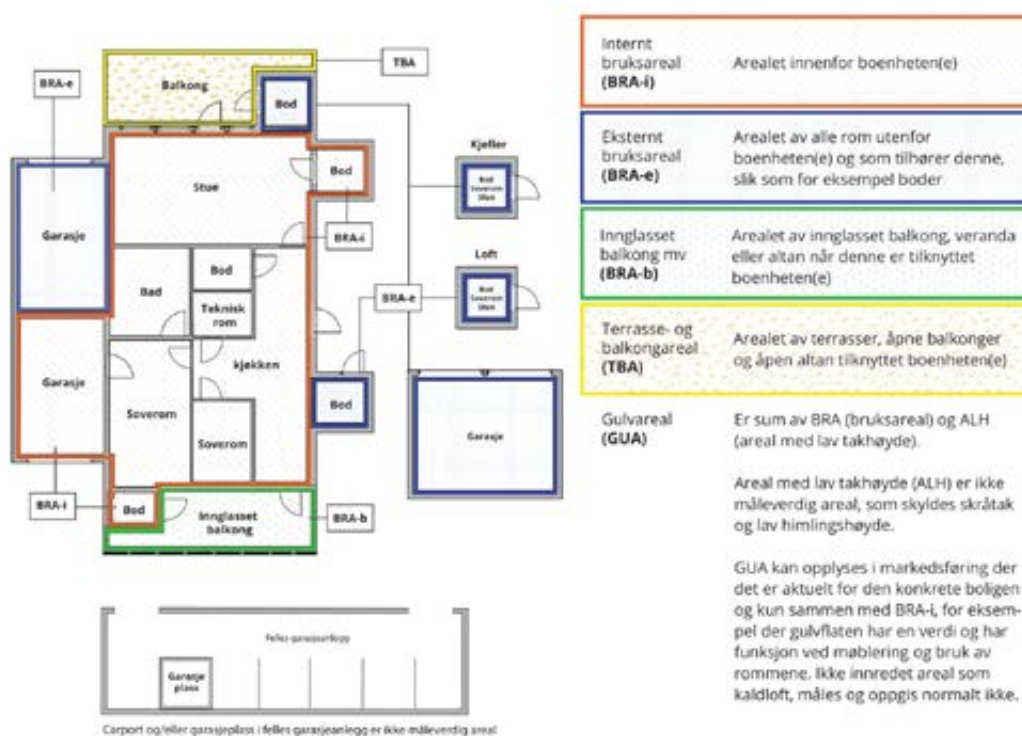 TBA
BRA-e
Balkong
Bod
Kjeller
Bod
Soverom
Stue
Bod
Garasje
BRA-i
Loft
Bod
Bad
Bod
Soverom
Teknisk
rom
BRA-e
Garasje
kjøkken
Soverom
Bod
Garasje
Soverom
BRA-i
Bod
Innglasset
balkong
BRA-b
Felles garasjeanlegg
Garasje
plass
Carport og/eller garasjeplass i felles garasjeanlegg er ikke måleverdig areal
Internt
bruksareal
(BRA-i)
Arealet innenfor boenheten(e)
Eksternt
bruksareal
(BRA-e)
Arealet av alle rom utenfor
boenheten(e) og som tilhører denne,
slik som for eksempel boder
Innglasset
balkong mv
(BRA-b)
Arealet av innglasset balkong, veranda
eller altan når denne er tilknyttet
boenheten(e)
Terrasse- og
balkongareal
(TBA)
Arealet av terrasser, åpne balkonger
og åpen altan tilknyttet boenheten(e)
Gulvareal
(GUA)
Er sum av BRA (bruksareal) og ALH
(areal med lav takhøyde).
Areal med lav takhøyde (ALH) er ikke
måleverdig areal, som skyldes skråtak
og lav himlingshøyde.
GUA kan opplyses i markedsføring der
det er aktuelt for den konkrete boligen
og kun sammen med BRA-i, for eksem-
pel der gulvflaten har en verdi og har
funksjon ved møblering og bruk av
rommene. Ikke innredet areal som
kaldloft, måles og oppgis normalt ikke.